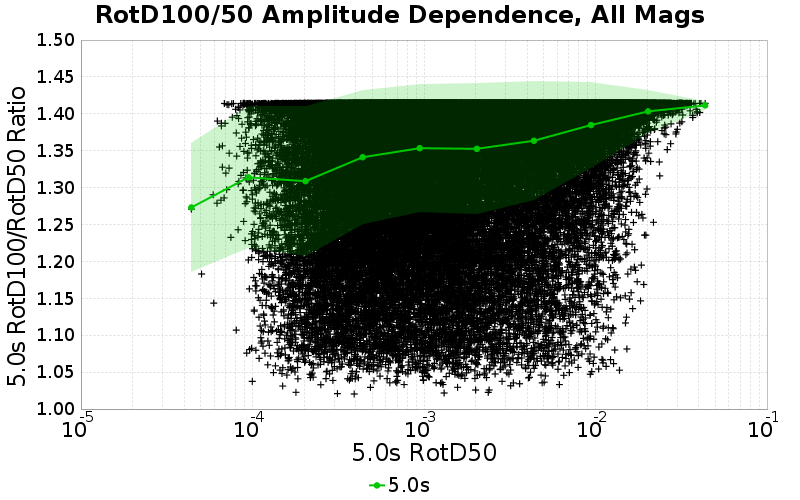 RotD100/50 Amplitude Dependence, All Mags
5.0s RotD100/RotD50 Ratio
1.50
1.45
1.40
1.35
1.30
1.25
1.20
1.15
1.10
1.05
1.00
10-5 10-4 10-3 10-2 10-1
5.0s RotD50
5.0s